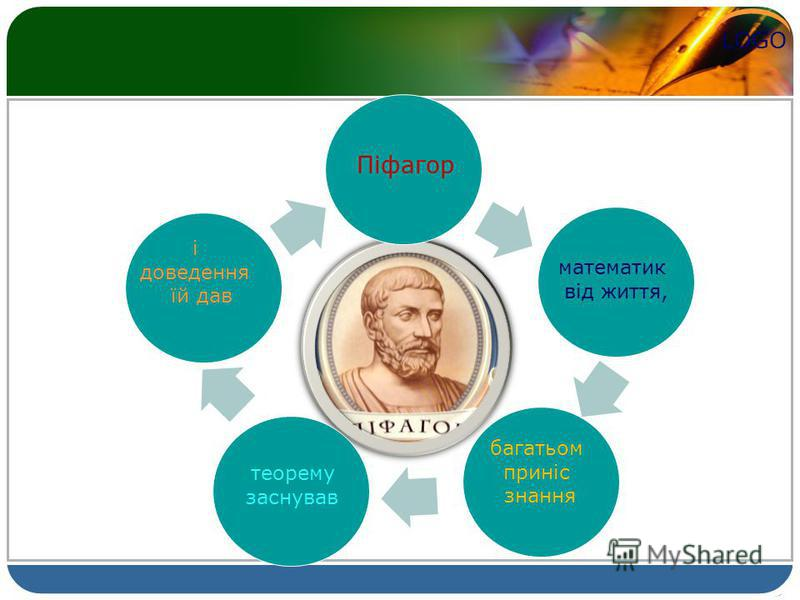 LOGO
Піфагор
математик
від життя,
багатьом
приніс
знання
теорему
заснував
і
доведення
їй дав
ПІФАГОР
MyShared